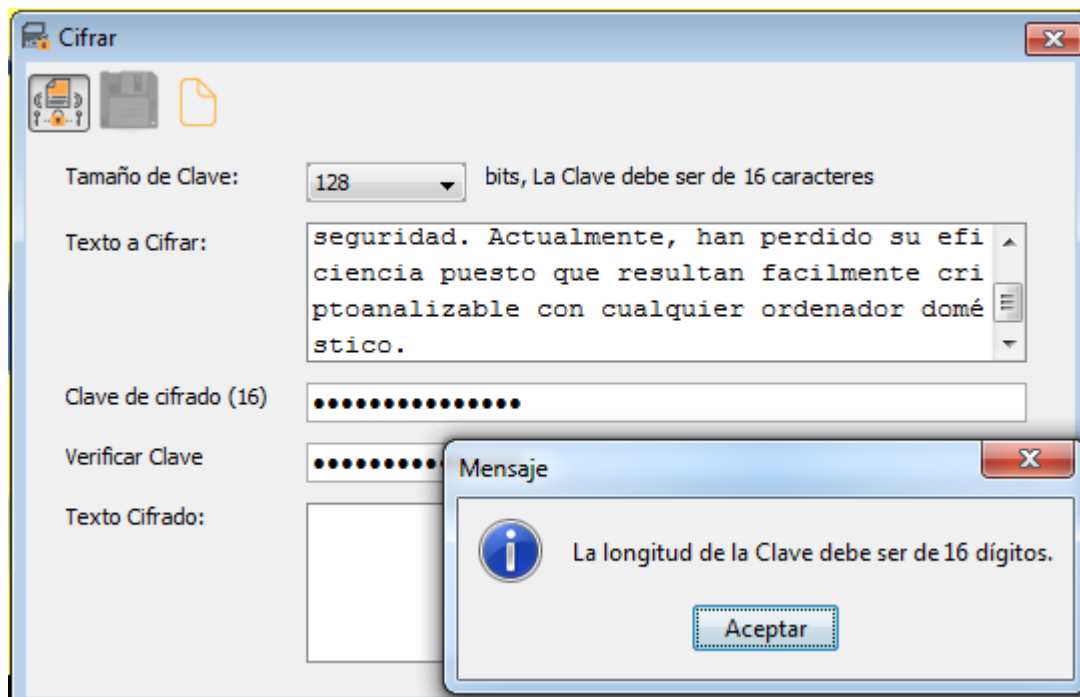 Cifrar
Tamaño de Clave:
128
bits, La Clave debe ser de 16 caracteres
Texto a Cifrar:
seguridad. Actualmente, han perdido su efi
ciencia puesto que resultan facilmente cri
ptoanalizable con cualquier ordenador domé
stico.
Clave de cifrado (16)
●●●●●●●●●●●●●●●
Verificar Clave
●●●●●●●●●●
Texto Cifrado:
Mensaje
La longitud de la Clave debe ser de 16 dígitos.
Aceptar